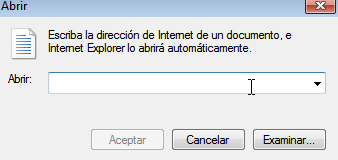 Abrir
Escriba la dirección de Internet de un documento, e
Internet Explorer lo abrirá automáticamente.
Abrir:
Aceptar Cancelar Examinar...